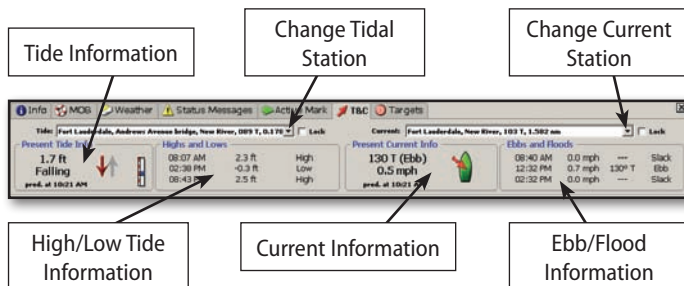 Tide Information
Change Tidal
Station
Change Current
Station
Info MOB Weather Status Messages Active Mark T&C Targets
Tide: Fort Lauderdale, Andrews Avenue bridge, New River, 089 T, 0.178 Lock
Current: Fort Lauderdale, New River, 103 T, 1.502 nm Lock
Present Tide Info
1.7 ft
Falling
pred. at 10:21 AM
Highs and Lows
08:07 AM 2.3 ft High
02:38 PM -0.3 ft Low
08:43 PM 2.5 ft High
Present Current Info
130 T (Ebb)
0.5 mph
pred. at 10:21 AM
Ebbs and Floods
08:40 AM 0.0 mph --- Slack
12:32 PM 0.7 mph 130° T Ebb
02:32 PM 0.0 mph --- Slack
High/Low Tide
Information
Current Information
Ebb/Flood
Information